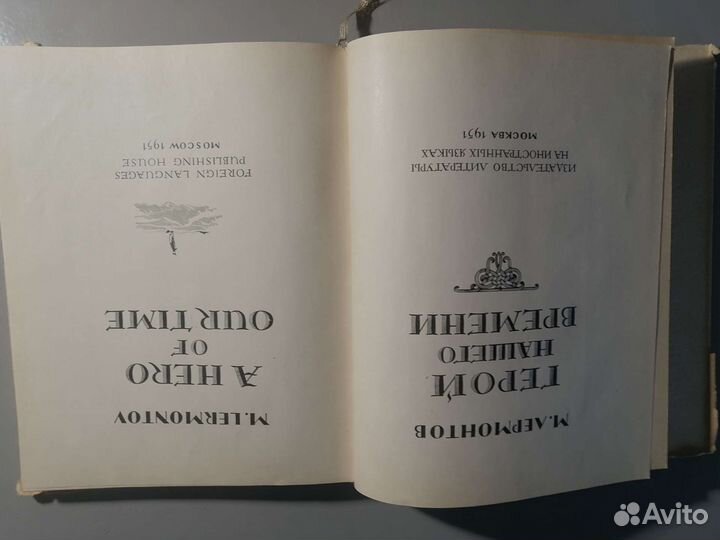 М. ЛЕРМОНТОВ
ГЕРОЙ
НАШЕГО
ВРЕМЕНИ
ИЗДАТЕЛЬСТВО ЛИТЕРАТУРЫ
НА ИНОСТРАННЫХ ЯЗЫКАХ
МОСКВА 1951
M. LERMONTOV
A HERO
OF
OUR TIME
FOREIGN LANGUAGES
PUBLISHING HOUSE
MOSCOW 1951
Avito